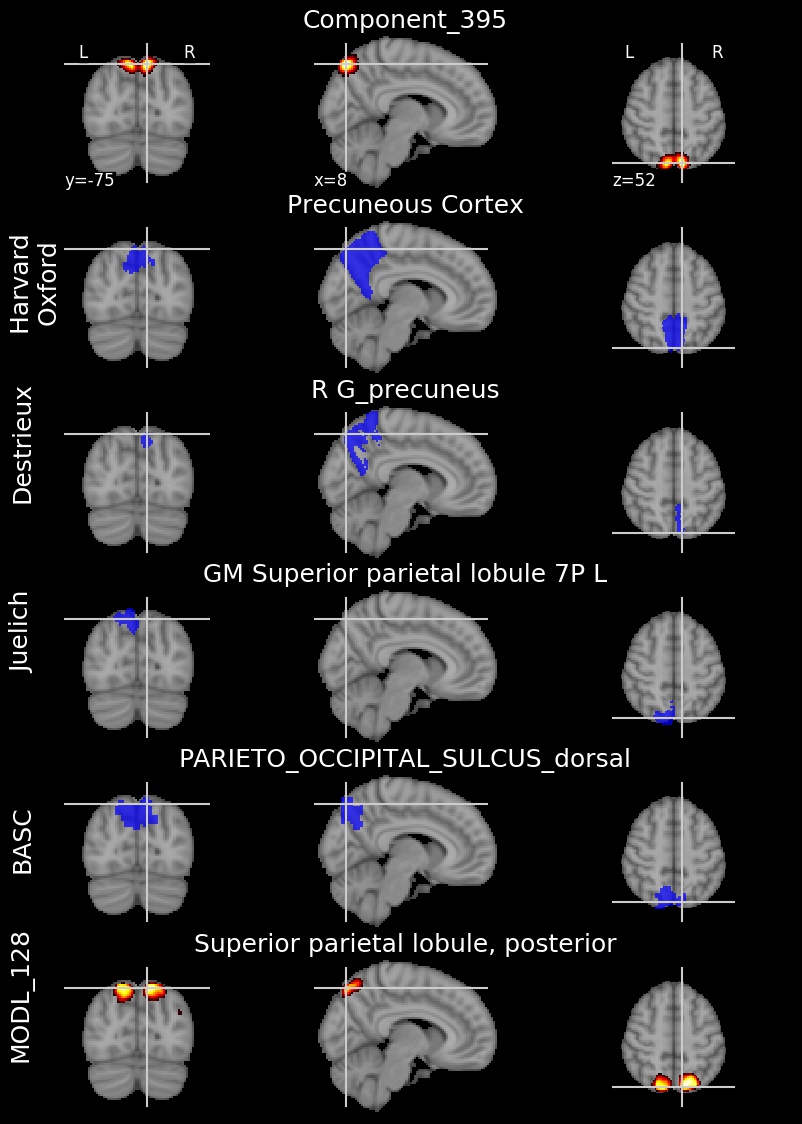 Component_395
L R
L R
y=-75
x=8
z=52
Precuneous Cortex
Harvard
Oxford
R G_precuneus
Destrieux
GM Superior parietal lobule 7P L
Juelich
PARIETO_OCCIPITAL_SULCUS_dorsal
BASC
Superior parietal lobule, posterior
MODL_128